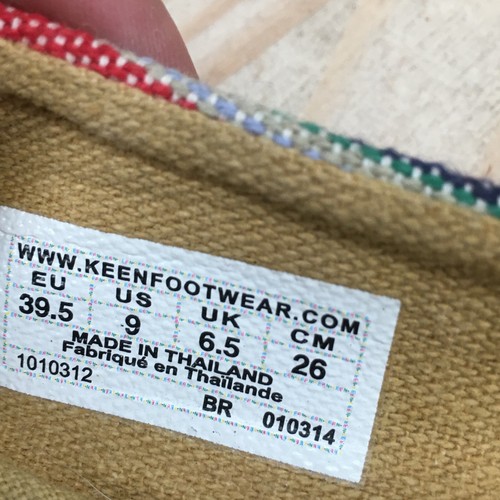 WWW.KEENFOOTWEAR.COM
EU US UK CM
39.5 9 6.5 26
MADE IN THAILAND
Fabriqué en Thaïlande
1010312 BR 010314